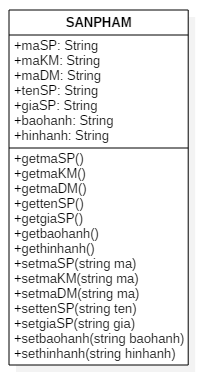 SANPHAM
+maSP: String
+maKM: String
+maDM: String
+tenSP: String
+giaSP: String
+baohanh: String
+hinhanh: String
+getmaSP()
+getmaKM()
+getmaDM()
+gettenSP()
+getgiaSP()
+getbaohanh()
+gethinhanh()
+setmaSP(string ma)
+setmaKM(string ma)
+setmaDM(string ma)
+settenSP(string ten)
+setgiaSP(string gia)
+setbaohanh(string baohanh)
+sethinhanh(string hinhanh)